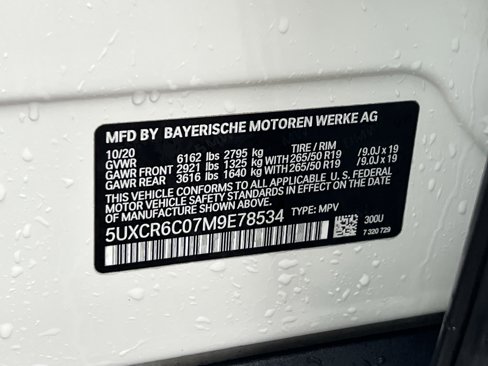 MFD BY BAYERISCHE MOTOREN WERKE AG
10/20 TIRE / RIM
GVWR 6162 lbs 2795 kg
GAWR FRONT 2921 lbs 1325 kg WITH 265/50 R19 /9.0J x 19
GAWR REAR 3616 lbs 1640 kg WITH 265/50 R19 /9.0J x 19
THIS VEHICLE CONFORMS TO ALL APPLICABLE U. S. FEDERAL
MOTOR VEHICLE SAFETY STANDARDS IN EFFECT ON THE DATE
OF MANUFACTURE SHOWN ABOVE.
5UXCR6C07M9E78534 TYPE: MPV
300U
7 320 729